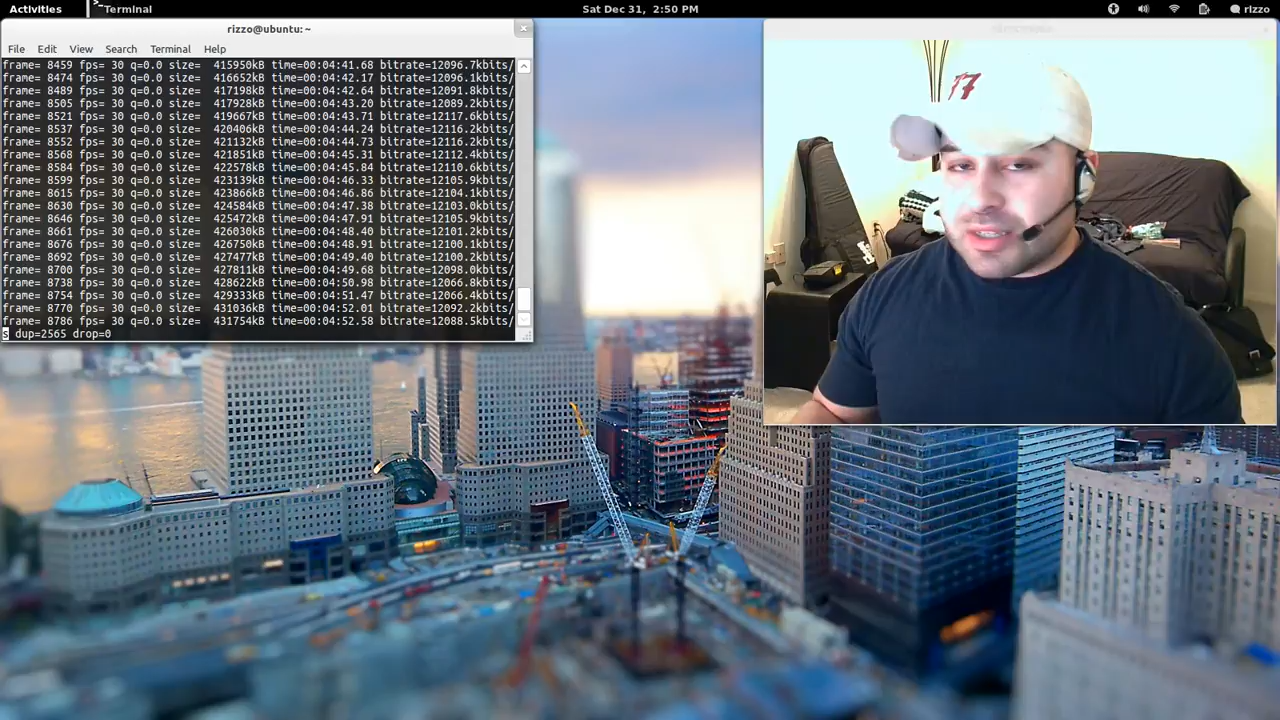 Activities
Terminal
Sat Dec 31, 2:50 PM
rizzo
rizzo@ubuntu: ~
File Edit View Search Terminal Help
frame= 8459 fps= 30 q=0.0 size=  415950kB time=00:04:41.68 bitrate=12096.7kbits/
frame= 8474 fps= 30 q=0.0 size=  416652kB time=00:04:42.17 bitrate=12096.1kbits/
frame= 8489 fps= 30 q=0.0 size=  417198kB time=00:04:42.64 bitrate=12091.8kbits/
frame= 8505 fps= 30 q=0.0 size=  417928kB time=00:04:43.20 bitrate=12089.2kbits/
frame= 8521 fps= 30 q=0.0 size=  419667kB time=00:04:43.71 bitrate=12117.6kbits/
frame= 8537 fps= 30 q=0.0 size=  420406kB time=00:04:44.24 bitrate=12116.2kbits/
frame= 8552 fps= 30 q=0.0 size=  421132kB time=00:04:44.73 bitrate=12116.2kbits/
frame= 8568 fps= 30 q=0.0 size=  421851kB time=00:04:45.31 bitrate=12112.4kbits/
frame= 8584 fps= 30 q=0.0 size=  422578kB time=00:04:45.84 bitrate=12110.6kbits/
frame= 8599 fps= 30 q=0.0 size=  423139kB time=00:04:46.33 bitrate=12105.9kbits/
frame= 8615 fps= 30 q=0.0 size=  423866kB time=00:04:46.86 bitrate=12104.1kbits/
frame= 8630 fps= 30 q=0.0 size=  424584kB time=00:04:47.38 bitrate=12103.0kbits/
frame= 8646 fps= 30 q=0.0 size=  425472kB time=00:04:47.91 bitrate=12105.9kbits/
frame= 8661 fps= 30 q=0.0 size=  426030kB time=00:04:48.40 bitrate=12101.2kbits/
frame= 8676 fps= 30 q=0.0 size=  426750kB time=00:04:48.91 bitrate=12100.1kbits/
frame= 8692 fps= 30 q=0.0 size=  427477kB time=00:04:49.40 bitrate=12100.2kbits/
frame= 8700 fps= 30 q=0.0 size=  427811kB time=00:04:49.68 bitrate=12098.0kbits/
frame= 8738 fps= 30 q=0.0 size=  428622kB time=00:04:50.98 bitrate=12066.8kbits/
frame= 8754 fps= 30 q=0.0 size=  429333kB time=00:04:51.47 bitrate=12066.4kbits/
frame= 8770 fps= 30 q=0.0 size=  431036kB time=00:04:52.01 bitrate=12092.2kbits/
frame= 8786 fps= 30 q=0.0 size=  431754kB time=00:04:52.58 bitrate=12088.5kbits/
s dup=2565 drop=0
17